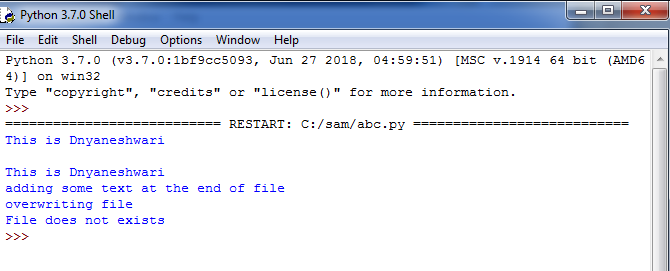 Python 3.7.0 Shell
File Edit Shell Debug Options Window Help
Python 3.7.0 (v3.7.0:1bf9cc5093, Jun 27 2018, 04:59:51) [MSC v.1914 64 bit (AMD6
4)] on win32
Type "copyright", "credits" or "license()" for more information.
>>>
=========================== RESTART: C:/sam/abc.py ===========================
This is Dnyaneshwari
This is Dnyaneshwari
adding some text at the end of file
overwriting file
File does not exists
>>>